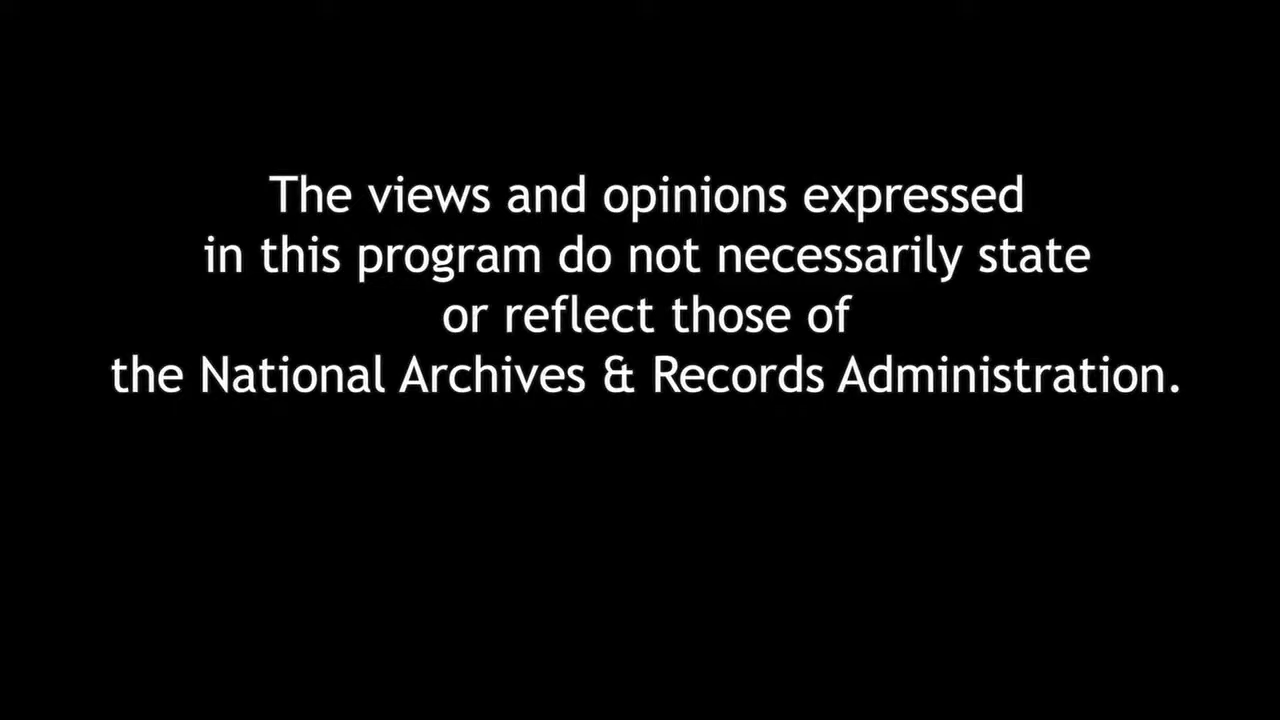 The views and opinions expressed
in this program do not necessarily state
or reflect those of
the National Archives & Records Administration.